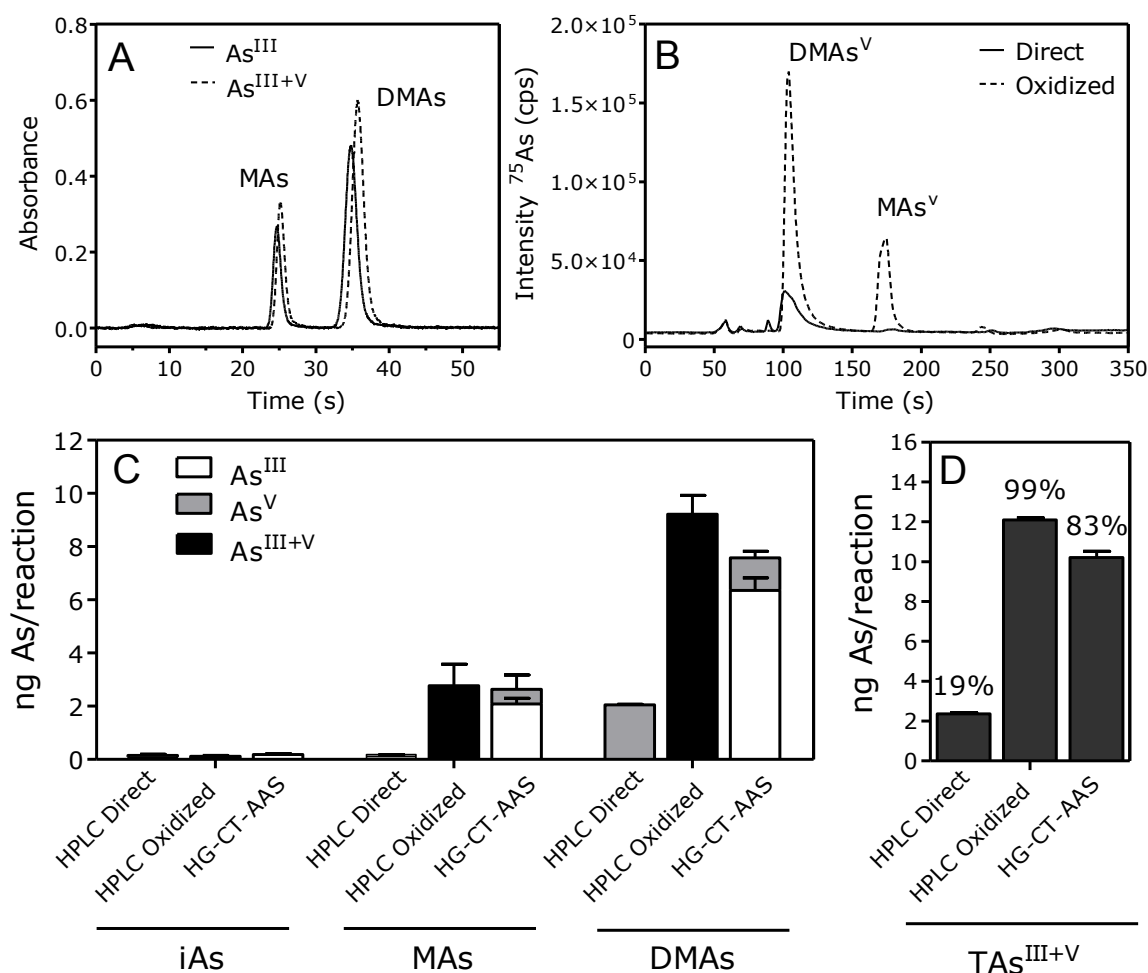 A
As^III
As^III+V
MAs
DMAs
Absorbance
0.8
0.6
0.4
0.2
0.0
0 10 20 30 40 50
Time (s)
B
DMAs^V
MAs^V
Direct
Oxidized
Intensity ^75As (cps)
2.0×10^5
1.5×10^5
1.0×10^5
5.0×10^4
0
0 50 100 150 200 250 300 350
Time (s)
C
As^III
As^V
As^III+V
ng As/reaction
12
10
8
6
4
2
0
HPLC Direct
HPLC Oxidized
HG-CT-AAS
HPLC Direct
HPLC Oxidized
HG-CT-AAS
HPLC Direct
HPLC Oxidized
HG-CT-AAS
iAs MAs DMAs
D
19%
99%
83%
ng As/reaction
16
14
12
10
8
6
4
2
0
HPLC Direct
HPLC Oxidized
HG-CT-AAS
TAs^III+V